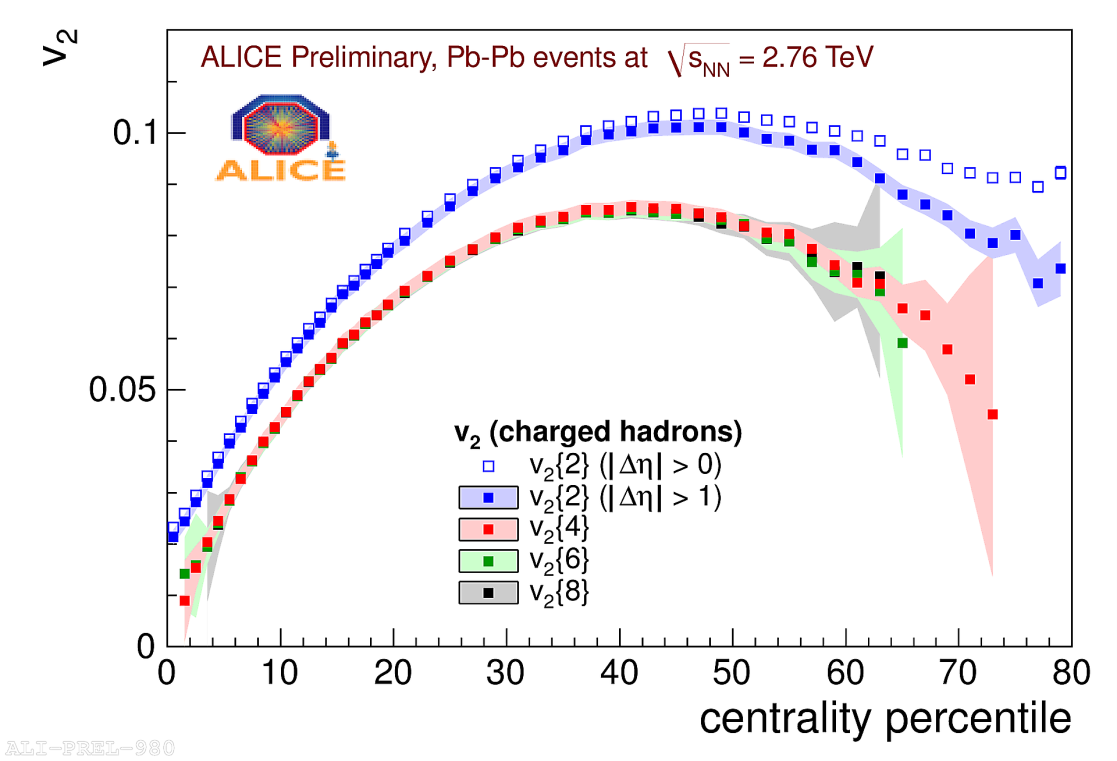 v₂
ALICE Preliminary, Pb-Pb events at √sNN = 2.76 TeV
ALICE
0.1
0.05
0
v₂ (charged hadrons)
v₂{2} (|Δη| > 0)
v₂{2} (|Δη| > 1)
v₂{4}
v₂{6}
v₂{8}
0 10 20 30 40 50 60 70 80
centrality percentile
ALI-PREL-980